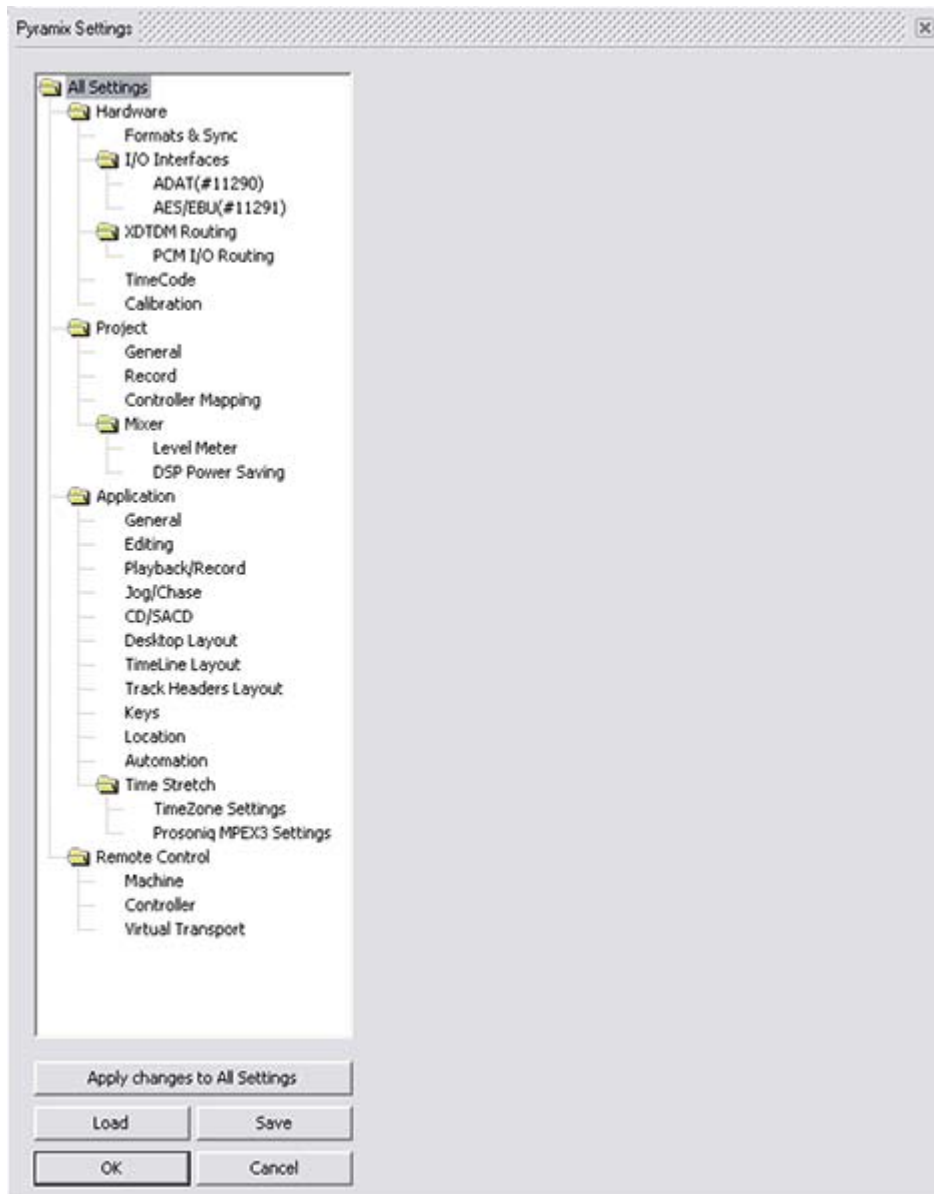 Pyramix Settings
All Settings
Hardware
Formats & Sync
I/O Interfaces
ADAT(#11290)
AES/EBU(#11291)
XDTDM Routing
PCM I/O Routing
TimeCode
Calibration
Project
General
Record
Controller Mapping
Mixer
Level Meter
DSP Power Saving
Application
General
Editing
Playback/Record
Jog/Chase
CD/SACD
Desktop Layout
TimeLine Layout
Track Headers Layout
Keys
Location
Automation
Time Stretch
TimeZone Settings
Prosoniq MPEX3 Settings
Remote Control
Machine
Controller
Virtual Transport
Apply changes to All Settings
Load Save
OK Cancel